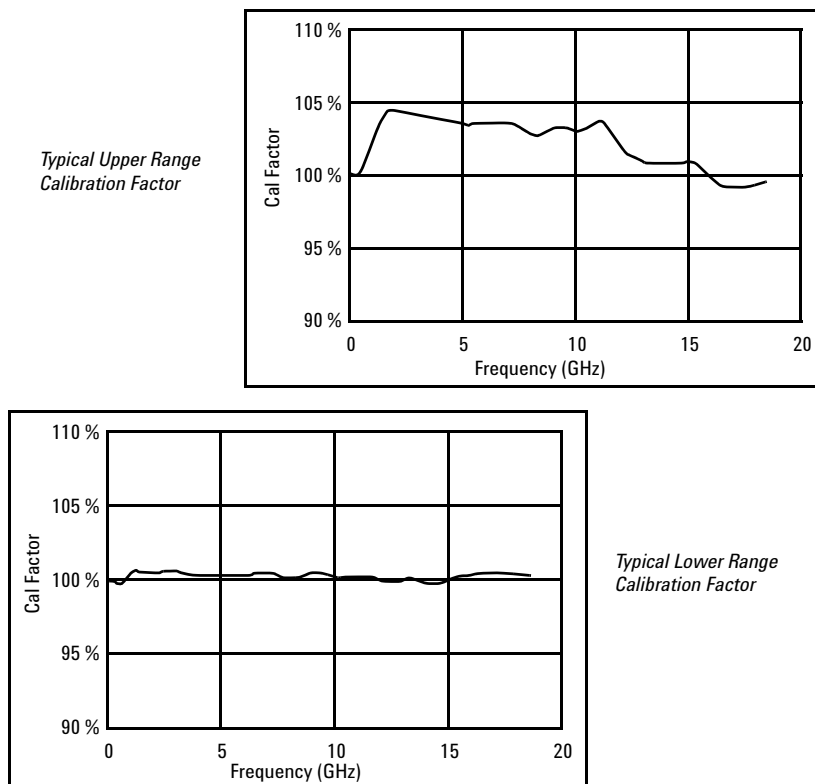 110 %
105 %
100 %
95 %
90 %
Cal Factor
0 5 10 15 20
Frequency (GHz)
Typical Upper Range
Calibration Factor
110 %
105 %
100 %
95 %
90 %
Cal Factor
0 5 10 15 20
Frequency (GHz)
Typical Lower Range
Calibration Factor